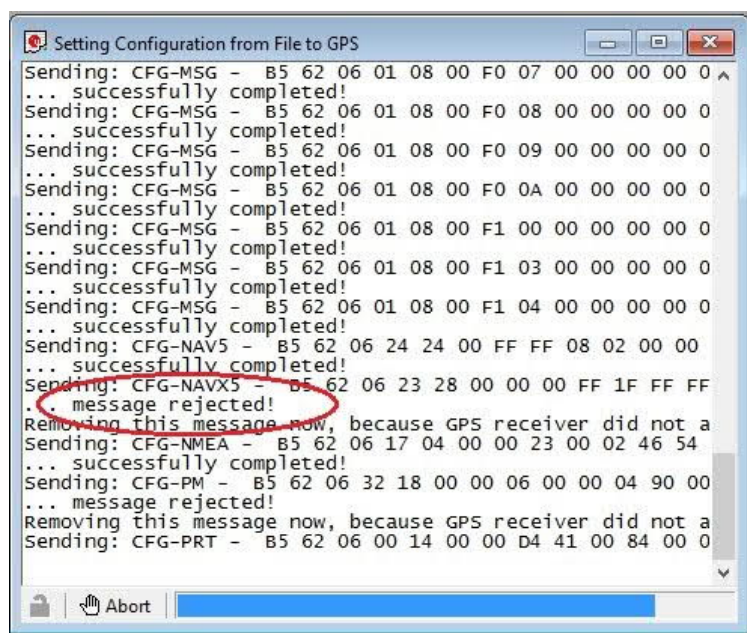 Setting Configuration from File to GPS
Sending: CFG-MSG -  B5 62 06 01 08 00 F0 07 00 00 00 00 0
... successfully completed!
Sending: CFG-MSG -  B5 62 06 01 08 00 F0 08 00 00 00 00 0
... successfully completed!
Sending: CFG-MSG -  B5 62 06 01 08 00 F0 09 00 00 00 00 0
... successfully completed!
Sending: CFG-MSG -  B5 62 06 01 08 00 F0 0A 00 00 00 00 0
... successfully completed!
Sending: CFG-MSG -  B5 62 06 01 08 00 F1 00 00 00 00 00 0
... successfully completed!
Sending: CFG-MSG -  B5 62 06 01 08 00 F1 03 00 00 00 00 0
... successfully completed!
Sending: CFG-MSG -  B5 62 06 01 08 00 F1 04 00 00 00 00 0
... successfully completed!
Sending: CFG-NAV5 -  B5 62 06 24 24 00 FF FF 08 02 00 00
... successfully completed!
Sending: CFG-NAVX5 -  B5 62 06 23 28 00 00 00 FF 1F FF FF
... message rejected!
Removing this message now, because GPS receiver did not a
Sending: CFG-NMEA -  B5 62 06 17 04 00 00 23 00 02 46 54
... successfully completed!
Sending: CFG-PM -  B5 62 06 32 18 00 00 06 00 00 04 90 00
... message rejected!
Removing this message now, because GPS receiver did not a
Sending: CFG-PRT -  B5 62 06 00 14 00 00 D4 41 00 84 00 0
Abort